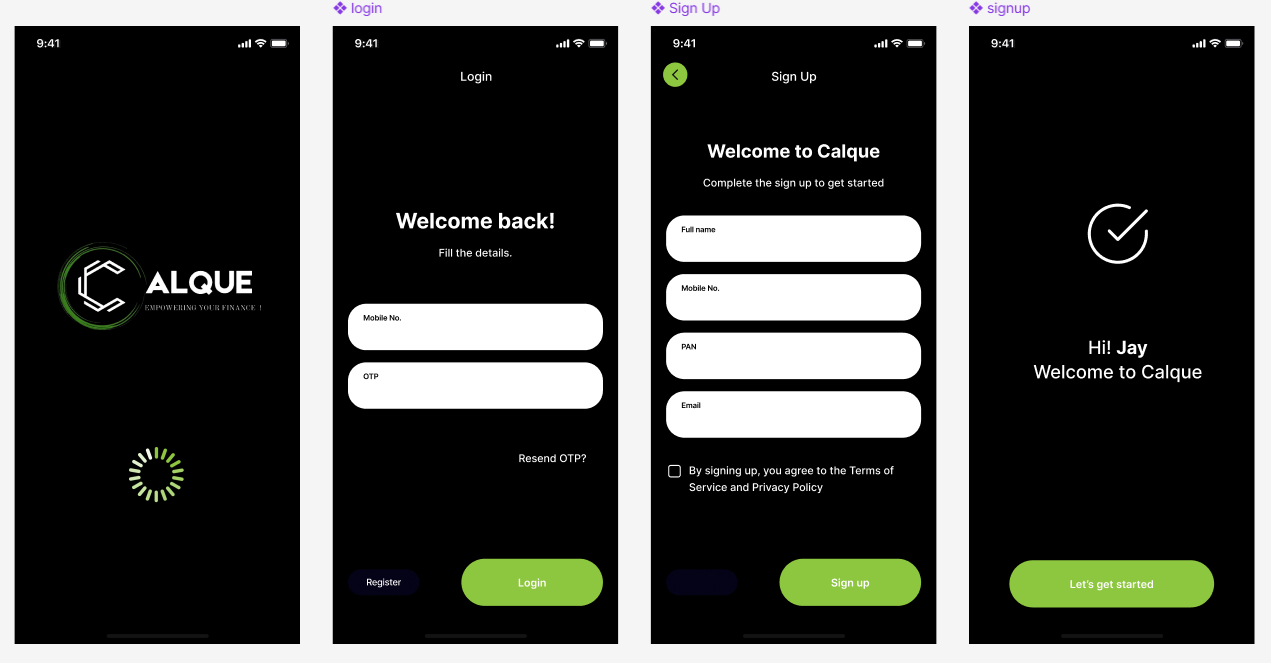 login
Sign Up
signup
9:41
ALQUE
EMPOWERING YOUR FINANCE !
9:41
Login
Welcome back!
Fill the details.
Mobile No.
OTP
Resend OTP?
Register
Login
9:41
Sign Up
Welcome to Calque
Complete the sign up to get started
Full name
Mobile No.
PAN
Email
By signing up, you agree to the Terms of
Service and Privacy Policy
Sign up
9:41
Hi! Jay
Welcome to Calque
Let's get started